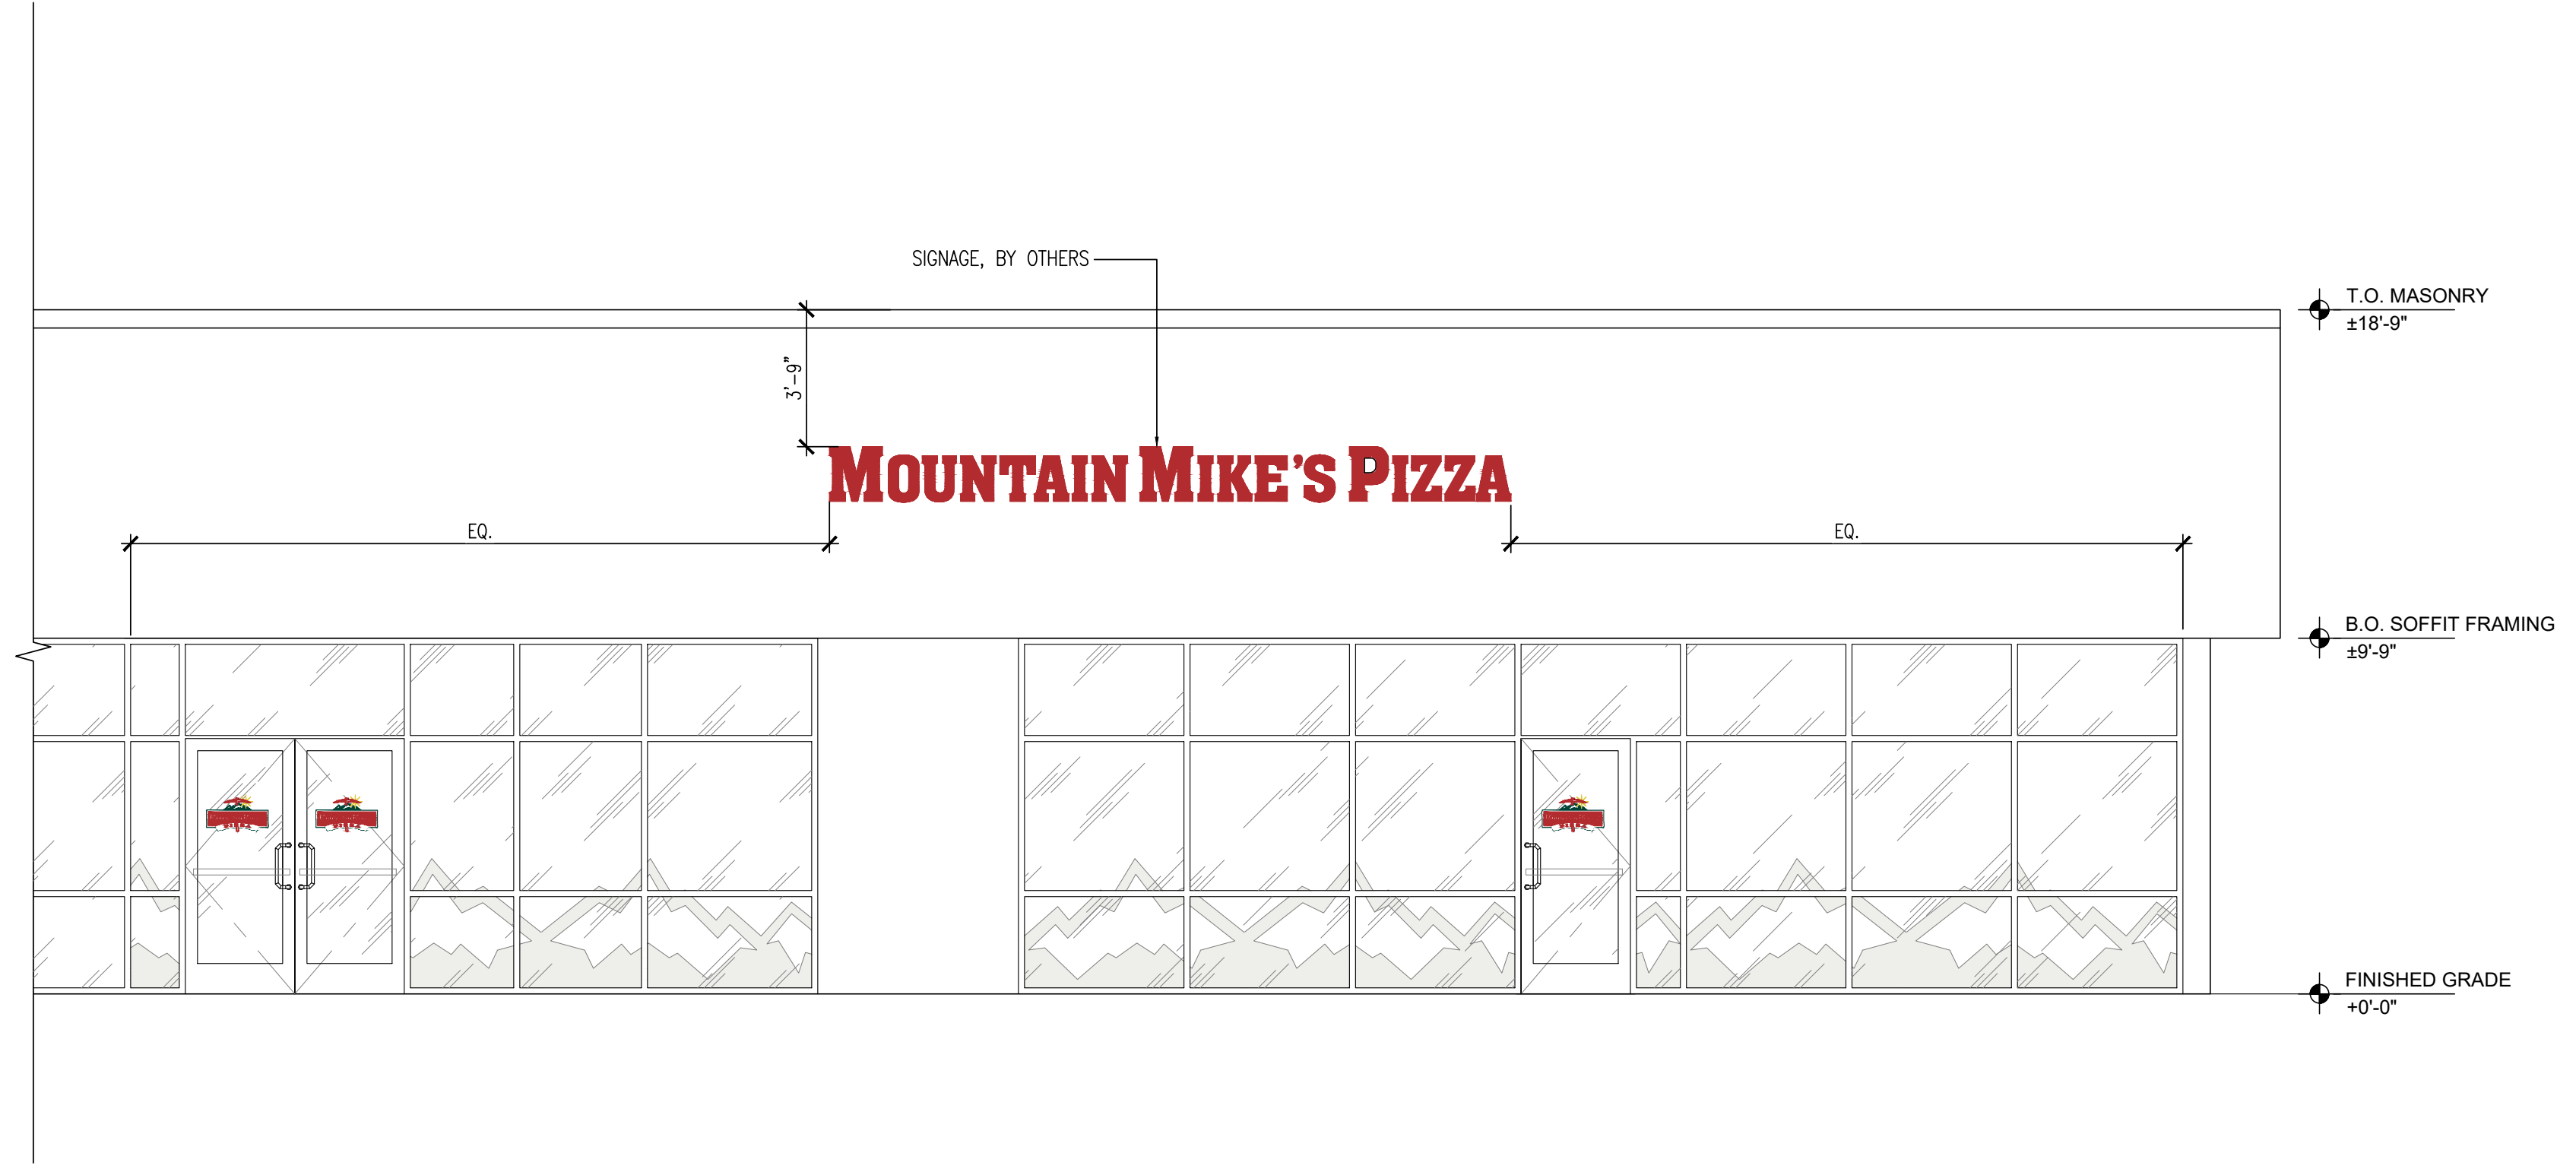 SIGNAGE, BY OTHERS
T.O. MASONRY
±18'-9"
3'-9"
MOUNTAIN MIKE'S PIZZA
EQ.
EQ.
B.O. SOFFIT FRAMING
±9'-9"
FINISHED GRADE
+0'-0"